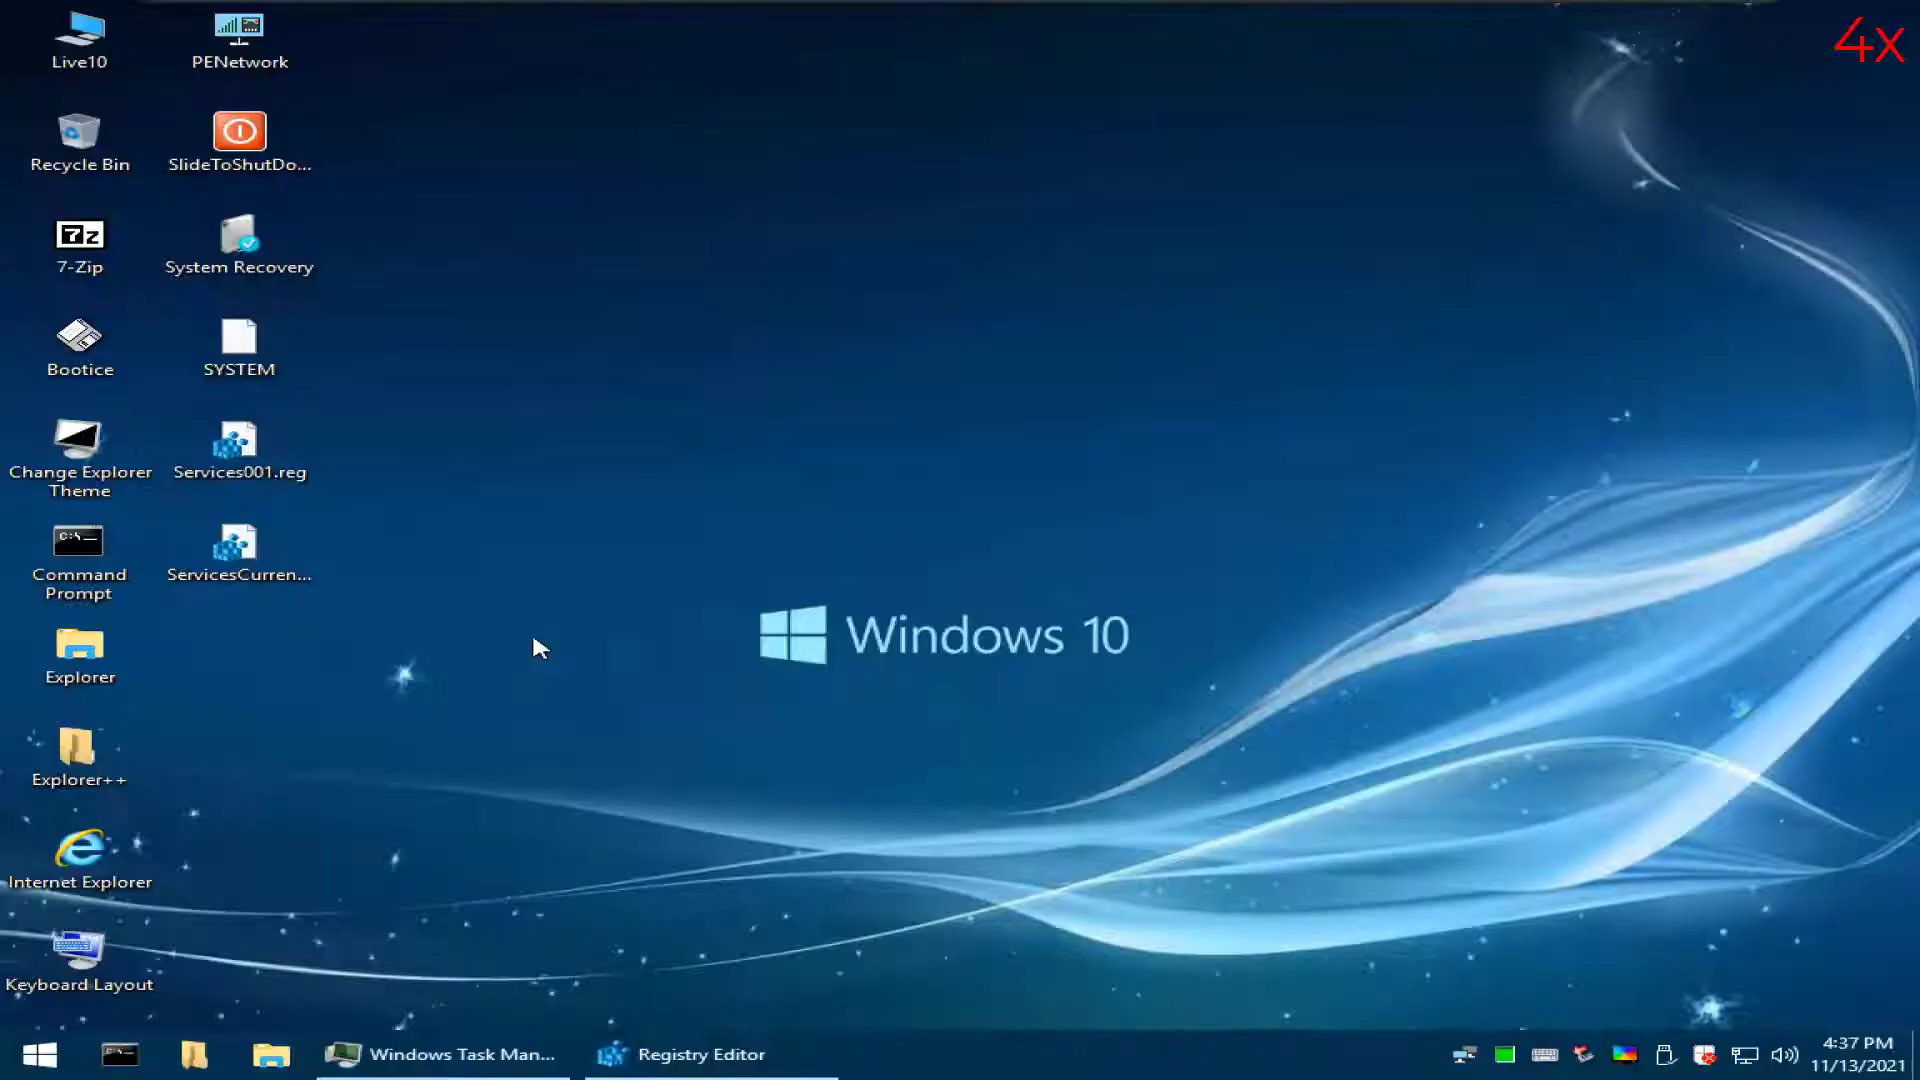 Live10
PENetwork
4x
Recycle Bin
SlideToShutDo...
7-Zip
System Recovery
Bootice
SYSTEM
Change Explorer
Theme
Services001.reg
C:\_
Command
Prompt
ServicesCurren...
Explorer
Windows 10
Explorer++
Internet Explorer
Keyboard Layout
Windows Task Man...
Registry Editor
4:37 PM
11/13/2021